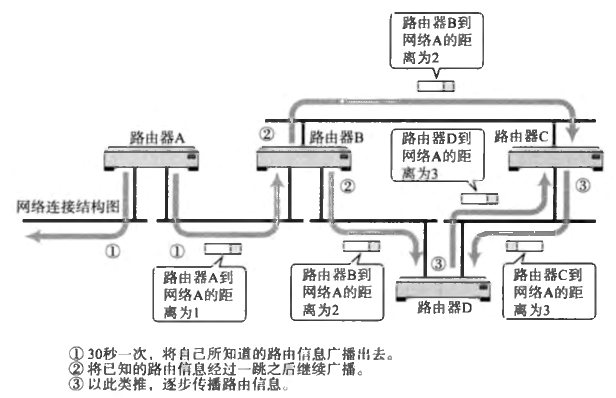 路由器B到
网络A的距
离为2
路由器A
②
路由器B
路由器D到
网络A的距
离为3
路由器C
②
③
网络连接结构图
①
①
路由器A到
网络A的距
离为1
路由器B到
网络A的距
离为2
③
路由器D
路由器C到
网络A的距
离为3
①30秒一次，将自己所知道的路由信息广播出去。
②将已知的路由信息经过一跳之后继续广播。
③以此类推，逐步传播路由信息。